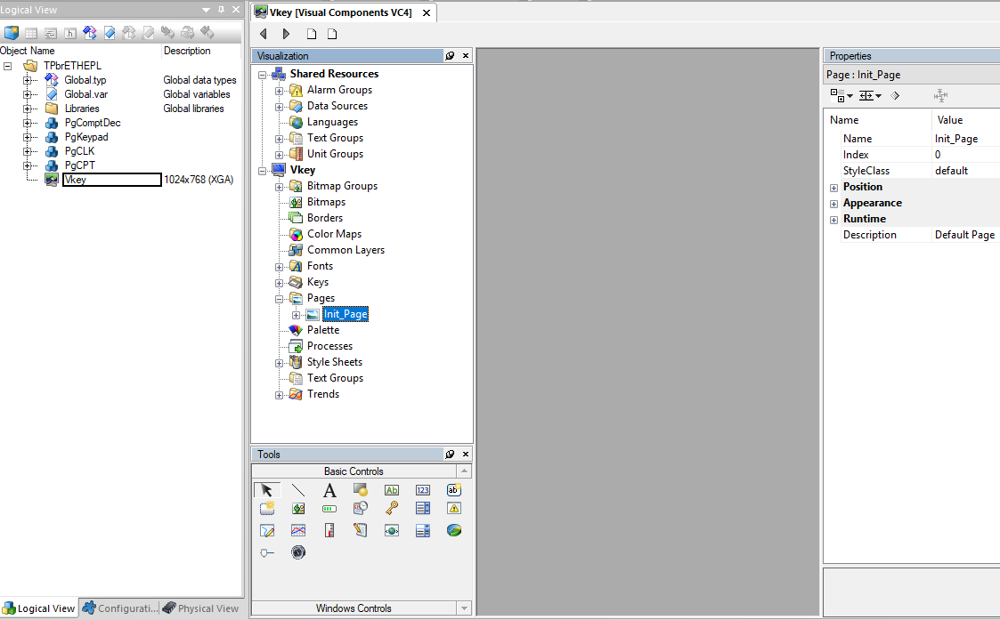 Logical View
Object Name Description
TPbrETHEPL
Global.typ Global data types
Global.var Global variables
Libraries Global libraries
PgComptDec
PgKeypad
PgCLK
PgCPT
Vkey 1024x768 (XGA)
Logical View Configurati... Physical View
Vkey [Visual Components VC4]
Visualization
Shared Resources
Alarm Groups
Data Sources
Languages
Text Groups
Unit Groups
Vkey
Bitmap Groups
Bitmaps
Borders
Color Maps
Common Layers
Fonts
Keys
Pages
Init_Page
Palette
Processes
Style Sheets
Text Groups
Trends
Tools
Basic Controls
A Ab 123 ab
Windows Controls
Properties
Page : Init_Page
Name Value
Name Init_Page
Index 0
StyleClass default
Position
Appearance
Runtime
Description Default Page